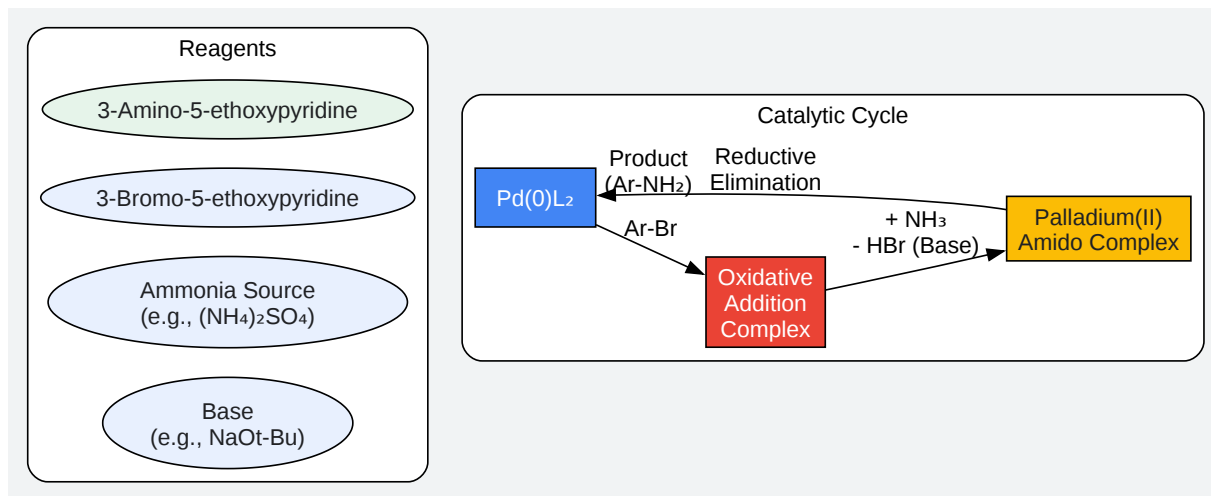 Reagents
3-Amino-5-ethoxypyridine
3-Bromo-5-ethoxypyridine
Ammonia Source
(e.g., (NH₄)₂SO₄)
Base
(e.g., NaOt-Bu)
Catalytic Cycle
Product
(Ar-NH₂)
Reductive
Elimination
Pd(0)L₂
Ar-Br
+ NH₃
- HBr (Base)
Palladium(II)
Amido Complex
Oxidative
Addition
Complex